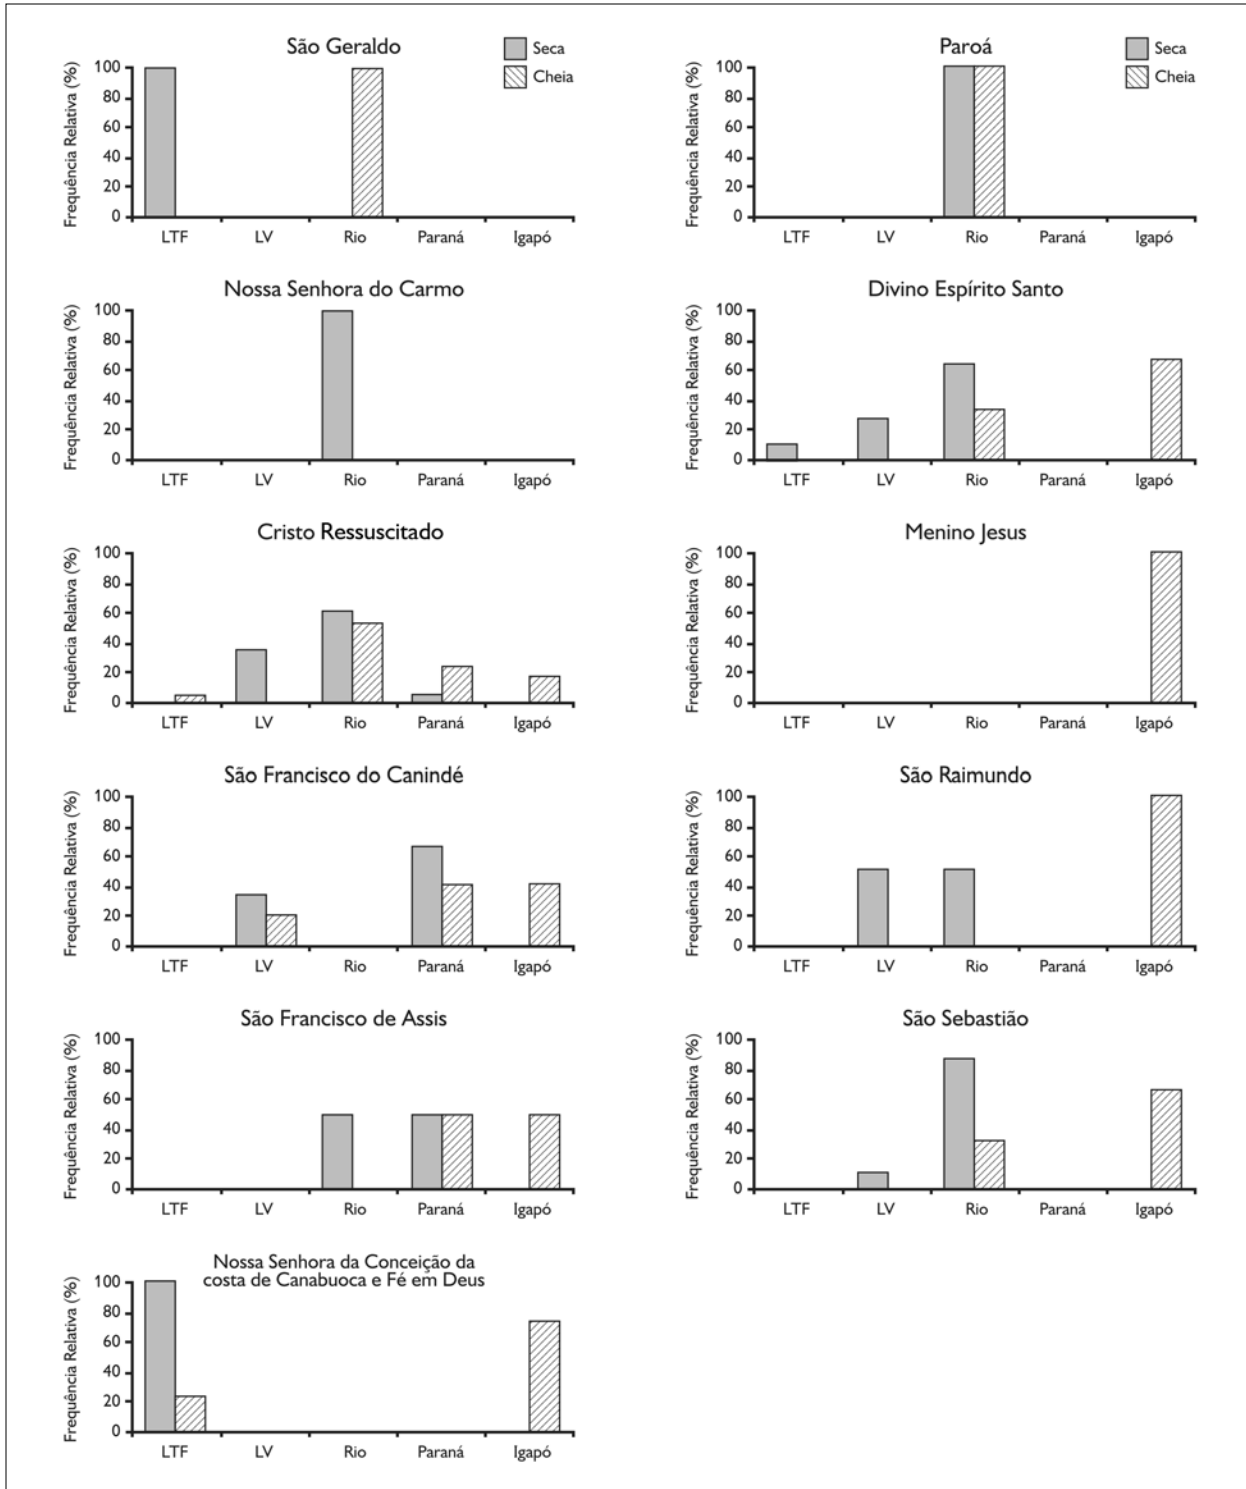 São Geraldo
Seca
Cheia
Frequência Relativa (%)
100
80
60
40
20
0
LTF LV Rio Paraná Igapó
Paroá
Seca
Cheia
Frequência Relativa (%)
100
80
60
40
20
0
LTF LV Rio Paraná Igapó
Nossa Senhora do Carmo
Frequência Relativa (%)
100
80
60
40
20
0
LTF LV Rio Paraná Igapó
Divino Espírito Santo
Frequência Relativa (%)
100
80
60
40
20
0
LTF LV Rio Paraná Igapó
Cristo Ressuscitado
Frequência Relativa (%)
100
80
60
40
20
0
LTF LV Rio Paraná Igapó
Menino Jesus
Frequência Relativa (%)
100
80
60
40
20
0
LTF LV Rio Paraná Igapó
São Francisco do Canindé
Frequência Relativa (%)
100
80
60
40
20
0
LTF LV Rio Paraná Igapó
São Raimundo
Frequência Relativa (%)
100
80
60
40
20
0
LTF LV Rio Paraná Igapó
São Francisco de Assis
Frequência Relativa (%)
100
80
60
40
20
0
LTF LV Rio Paraná Igapó
São Sebastião
Frequência Relativa (%)
100
80
60
40
20
0
LTF LV Rio Paraná Igapó
Nossa Senhora da Conceição da
costa de Canabuoca e Fé em Deus
Frequência Relativa (%)
100
80
60
40
20
0
LTF LV Rio Paraná Igapó